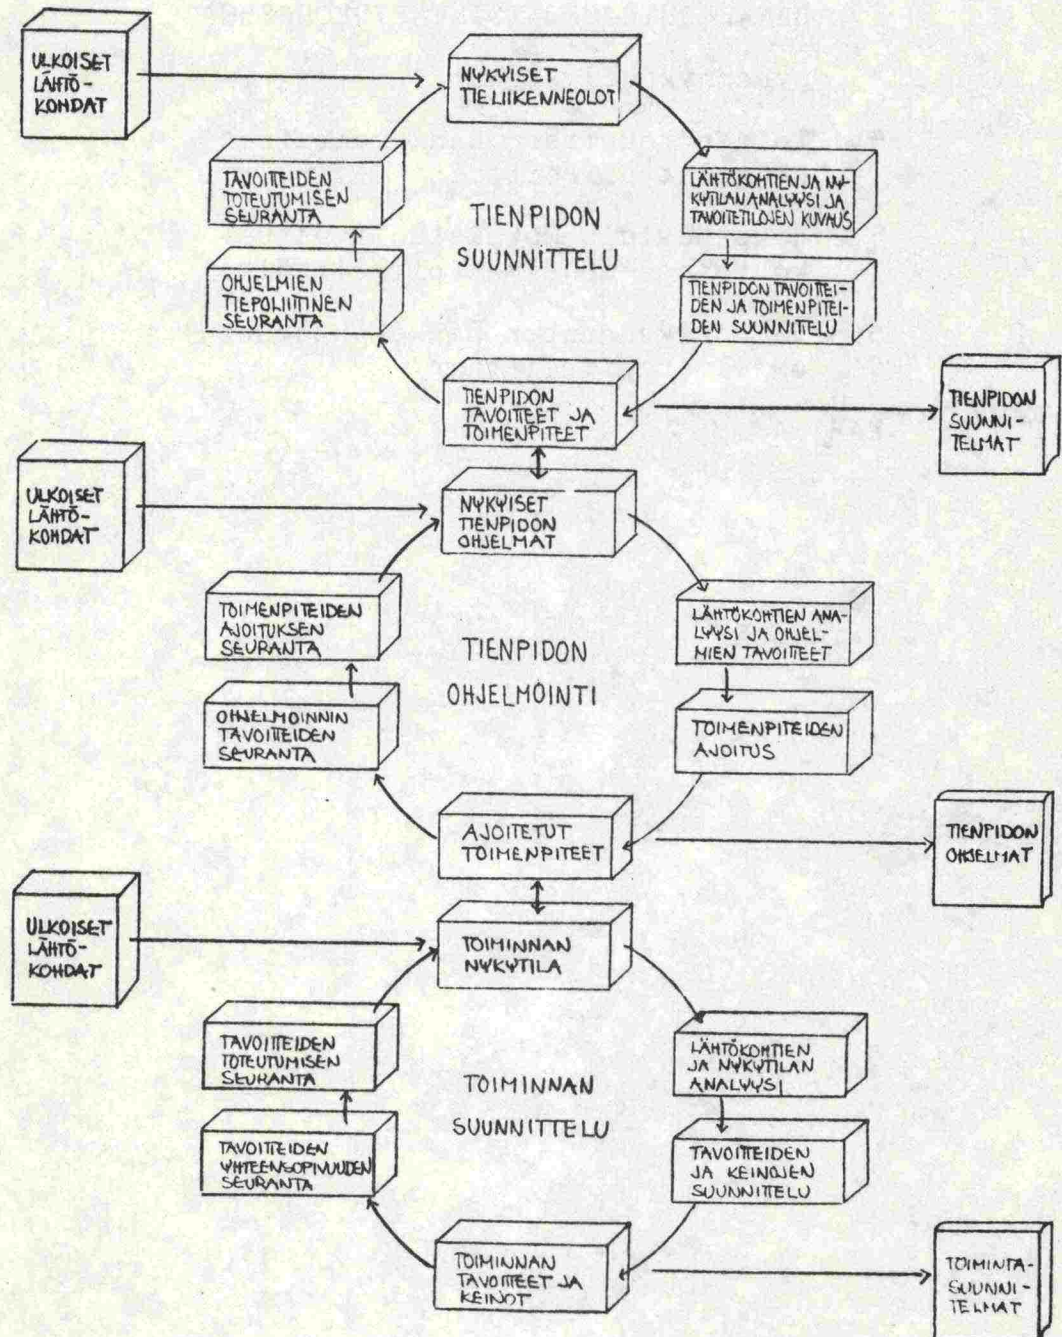 ULKOISET
LÄHTÖ-
KOHDAT
NYKYISET
TIELIIKENNEOLOT
TAVOITTEIDEN
TOTEUTUMISEN
SEURANTA
LÄHTÖKOHTIEN JA NY-
KYTILAN ANALYYSI JA
TAVOITETILOJEN KUVAUS
TIENPIDON
SUUNNITTELU
OHJELMIEN
TIEPOLIITTINEN
SEURANTA
TIENPIDON TAVOITTEI-
DEN JA TOIMENPITEI-
DEN SUUNNITTELU
TIENPIDON
TAVOITTEET JA
TOIMENPITEET
TIENPIDON
SUUNNI-
TELMAT
ULKOISET
LÄHTÖ-
KOHDAT
NYKYISET
TIENPIDON
OHJELMAT
TOIMENPITEIDEN
AJOITUKSEN
SEURANTA
LÄHTÖKOHTIEN ANA-
LYYSI JA OHJEL-
MIEN TAVOITTEET
TIENPIDON
OHJELMOINTI
OHJELMOINNIN
TAVOITTEIDEN
SEURANTA
TOIMENPITEIDEN
AJOITUS
AJOITETUT
TOIMENPITEET
TIENPIDON
OHJELMAT
ULKOISET
LÄHTÖ-
KOHDAT
TOIMINNAN
NYKYTILA
TAVOITTEIDEN
TOTEUTUMISEN
SEURANTA
LÄHTÖKOHTIEN
JA NYKYTILAN
ANALYYSI
TOIMINNAN
SUUNNITTELU
TAVOITTEIDEN
YHTEENSOPIVUUDEN
SEURANTA
TAVOITTEIDEN
JA KEINOJEN
SUUNNITTELU
TOIMINNAN
TAVOITTEET JA
KEINOT
TOIMINTA-
SUUNNI-
TELMAT